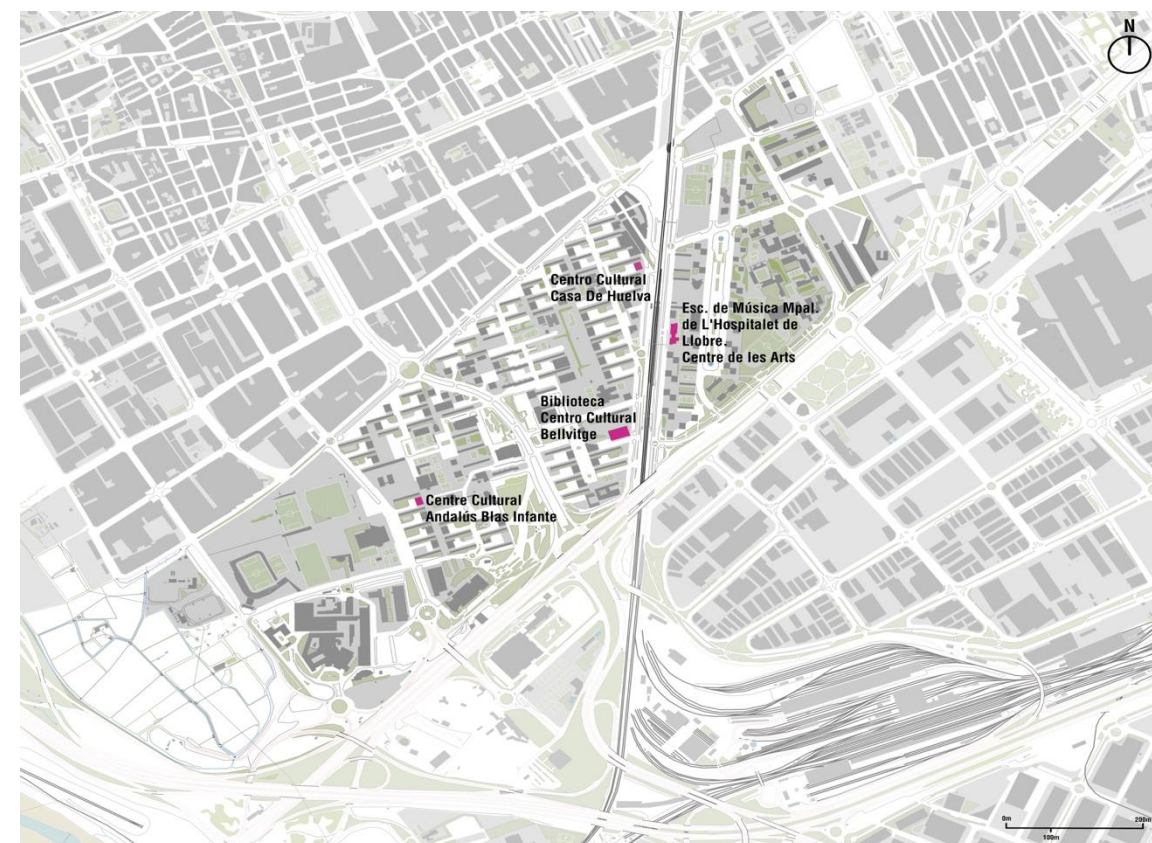 N
Centro Cultural
Casa De Huelva
Esc. de Música Mpal.
de L'Hospitalet de
Llobre.
Centre de les Arts
Biblioteca
Centro Cultural
Bellvitge
Centre Cultural
Andalús Blas Infante
0m
200m
100m